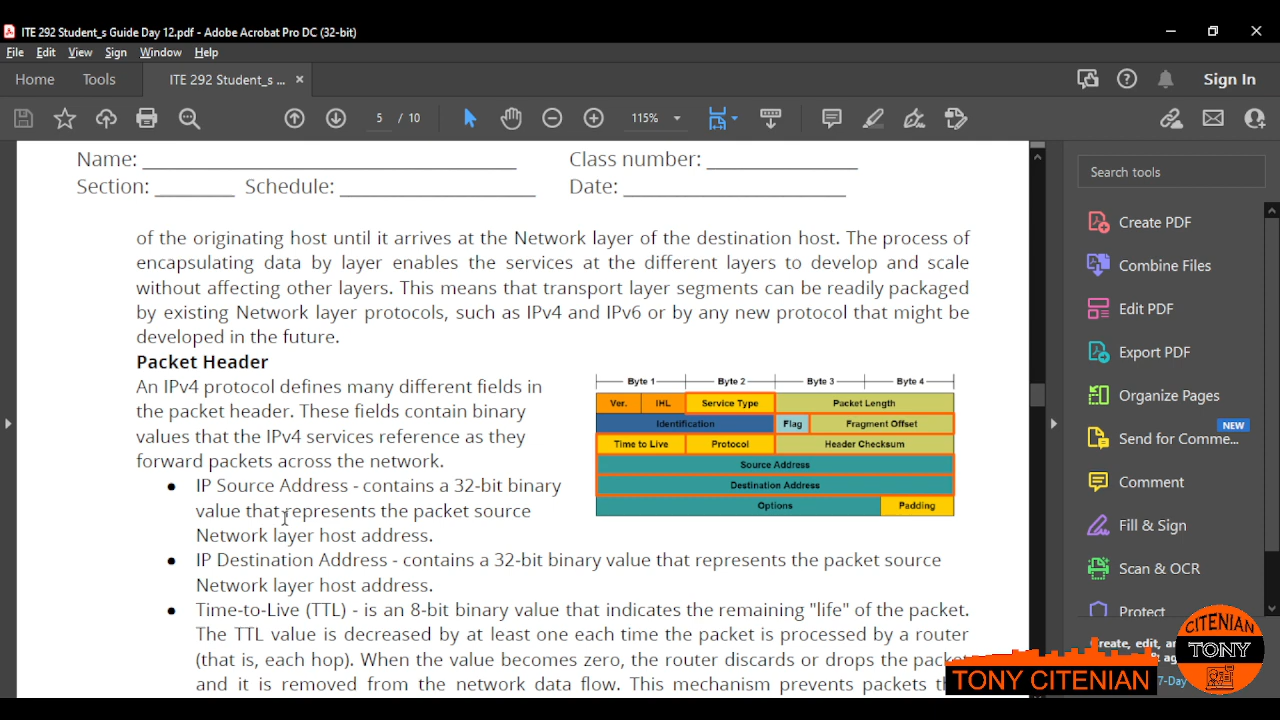 ITE 292 Student_s Guide Day 12.pdf - Adobe Acrobat Pro DC (32-bit)
File Edit View Sign Window Help
Home Tools ITE 292 Student_s ... × Sign In
5 / 10 115%
Name: ________ Class number: ________
Section: ________ Schedule: ________ Date: ________
of the originating host until it arrives at the Network layer of the destination host. The process of
encapsulating data by layer enables the services at the different layers to develop and scale
without affecting other layers. This means that transport layer segments can be readily packaged
by existing Network layer protocols, such as IPv4 and IPv6 or by any new protocol that might be
developed in the future.
Packet Header
An IPv4 protocol defines many different fields in
the packet header. These fields contain binary
values that the IPv4 services reference as they
forward packets across the network.
• IP Source Address - contains a 32-bit binary
value that represents the packet source
Network layer host address.
• IP Destination Address - contains a 32-bit binary value that represents the packet source
Network layer host address.
• Time-to-Live (TTL) - is an 8-bit binary value that indicates the remaining "life" of the packet.
The TTL value is decreased by at least one each time the packet is processed by a router
(that is, each hop). When the value becomes zero, the router discards or drops the packet
and it is removed from the network data flow. This mechanism prevents packets
Byte 1 Byte 2 Byte 3 Byte 4
Ver. IHL Service Type Packet Length
Identification Flag Fragment Offset
Time to Live Protocol Header Checksum
Source Address
Destination Address
Options Padding
Search tools
Create PDF
Combine Files
Edit PDF
Export PDF
Organize Pages
NEW
Send for Comme...
Comment
Fill & Sign
Scan & OCR
Protect
7-Day
CITENIAN
TONY
TONY CITENIAN